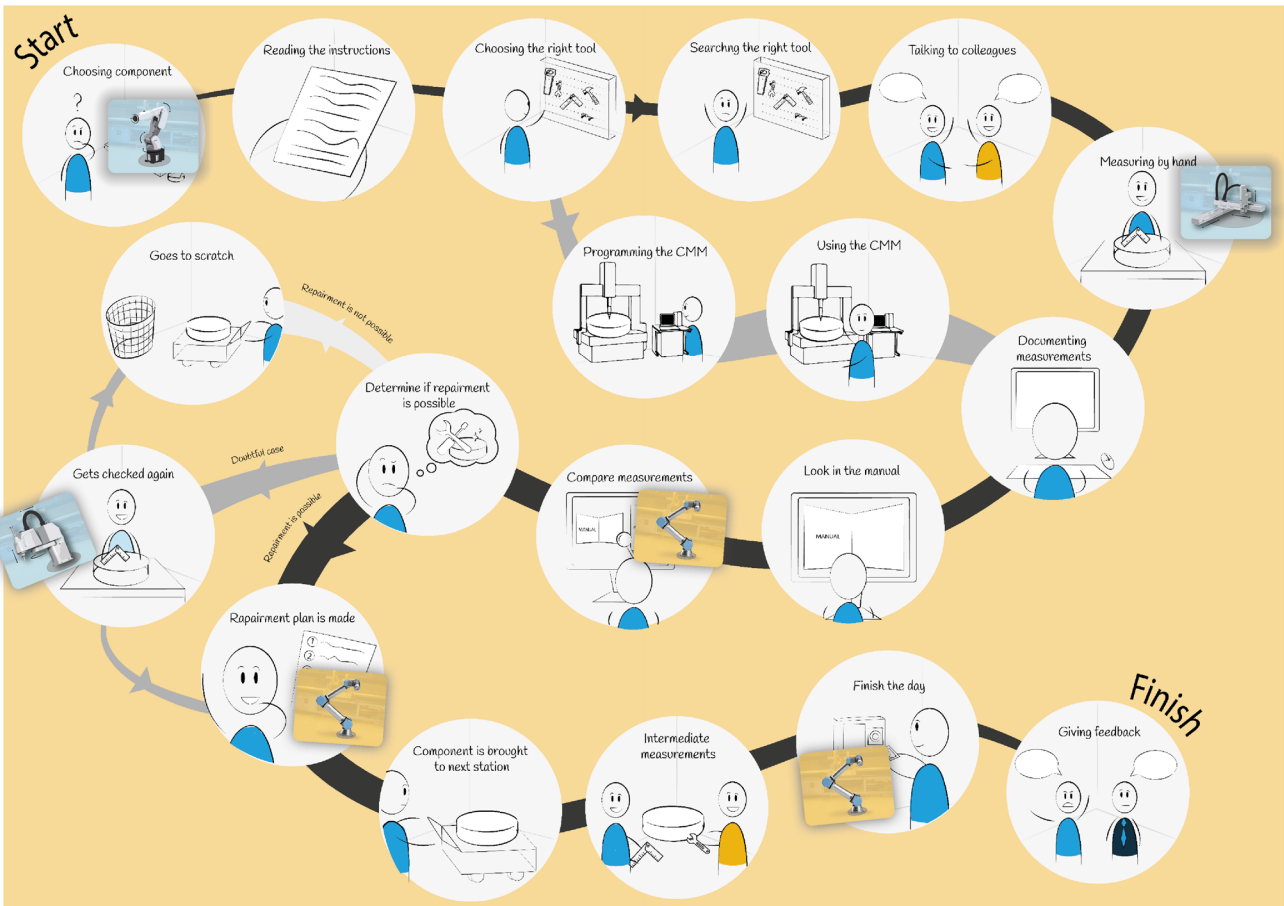 Start
Choosing component
?
Reading the instructions
Choosing the right tool
Searchng the right tool
Talking to colleagues
Measuring by hand
Programming the CMM
Using the CMM
Documenting
measurements
Look in the manual
MANUAL
Compare measurements
MANUAL
Determine if repairment
is possible
Repairment is not possible
Goes to scratch
Doubtful case
Gets checked again
Repairment is possible
Rapairment plan is made
1
2
Component is brought
to next station
Intermediate
measurements
Finish the day
Giving feedback
Finish